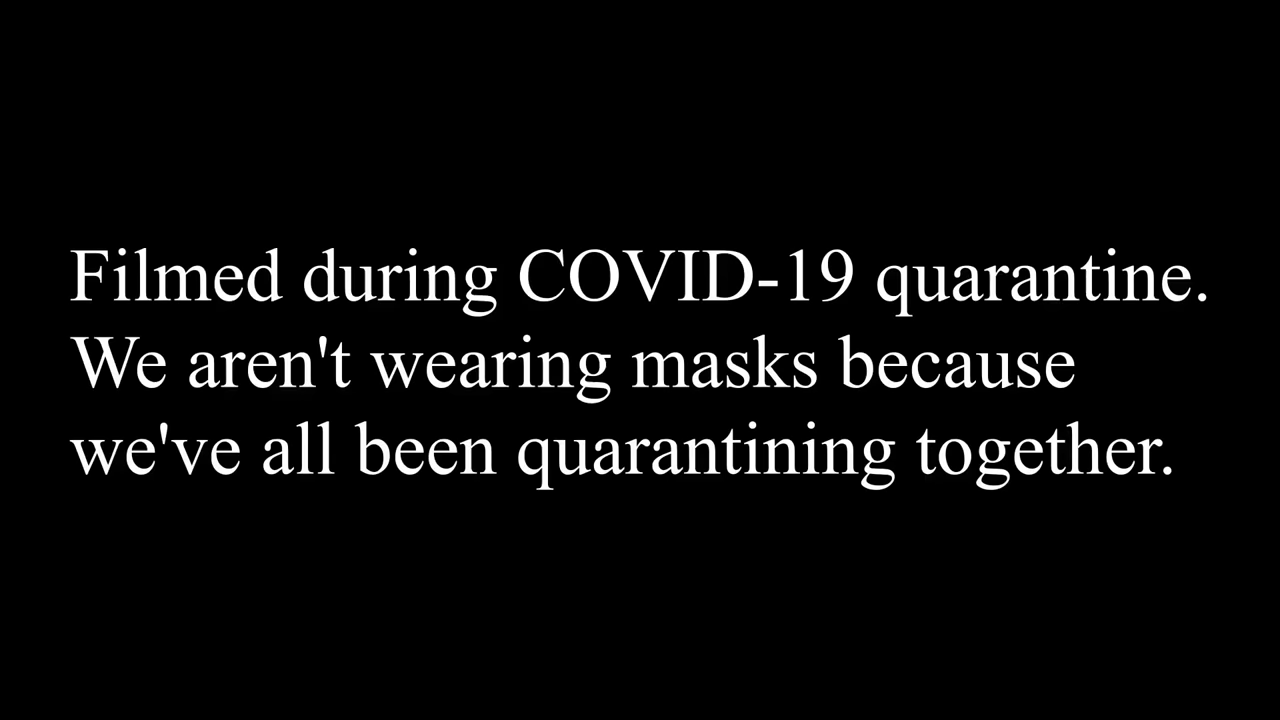 Filmed during COVID-19 quarantine.
We aren't wearing masks because
we've all been quarantining together.